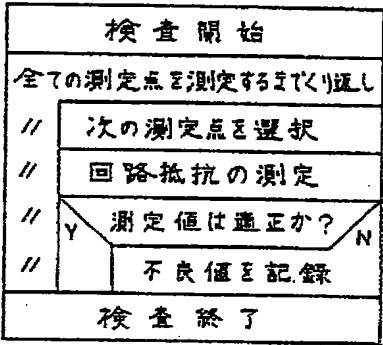 検査開始
全ての測定点を測定するまでくり返し
〃 次の測定点を選択
〃 回路抵抗の測定
〃 Y 測定値は適正か? N
〃 不良値を記録
検査終了